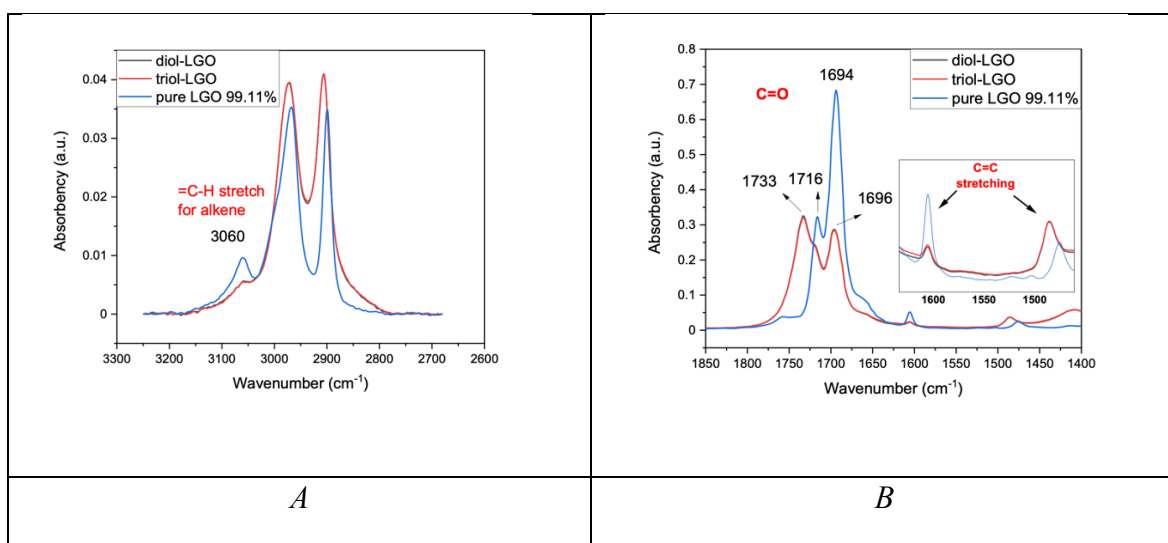 diol-LGO
triol-LGO
pure LGO 99.11%
0.04
0.03
0.02
0.01
0
Absorbency (a.u.)
=C-H stretch
for alkene
3060
3300 3200 3100 3000 2900 2800 2700 2600
Wavenumber (cm⁻¹)
0.8
0.7
0.6
0.5
0.4
0.3
0.2
0.1
0
Absorbency (a.u.)
C=O
1694
diol-LGO
triol-LGO
pure LGO 99.11%
1733
1716
1696
C=C
stretching
1600 1550 1500
1850 1800 1750 1700 1650 1600 1550 1500 1450 1400
Wavenumber (cm⁻¹)
A
B